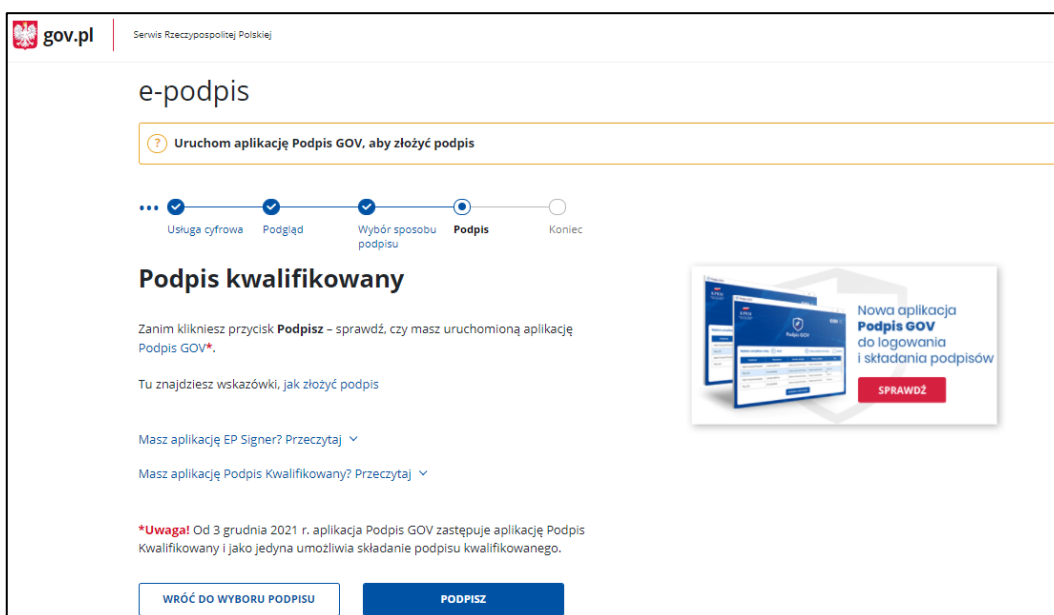 gov.pl
Serwis Rzeczypospolitej Polskiej
e-podpis
Uruchom aplikację Podpis GOV, aby złożyć podpis
Usługa cyfrowa
Podgląd
Wybór sposobu
podpisu
Podpis
Koniec
Podpis kwalifikowany
Zanim klikniesz przycisk Podpisz – sprawdź, czy masz uruchomioną aplikację
Podpis GOV*.
Tu znajdziesz wskazówki, jak złożyć podpis
Masz aplikację EP Signer? Przeczytaj
Masz aplikację Podpis Kwalifikowany? Przeczytaj
*Uwaga! Od 3 grudnia 2021 r. aplikacja Podpis GOV zastępuje aplikację Podpis
Kwalifikowany i jako jedyna umożliwia składanie podpisu kwalifikowanego.
WRÓĆ DO WYBORU PODPISU
PODPISZ
Podpis GOV
Nowa aplikacja
Podpis GOV
do logowania
i składania podpisów
SPRAWDŹ